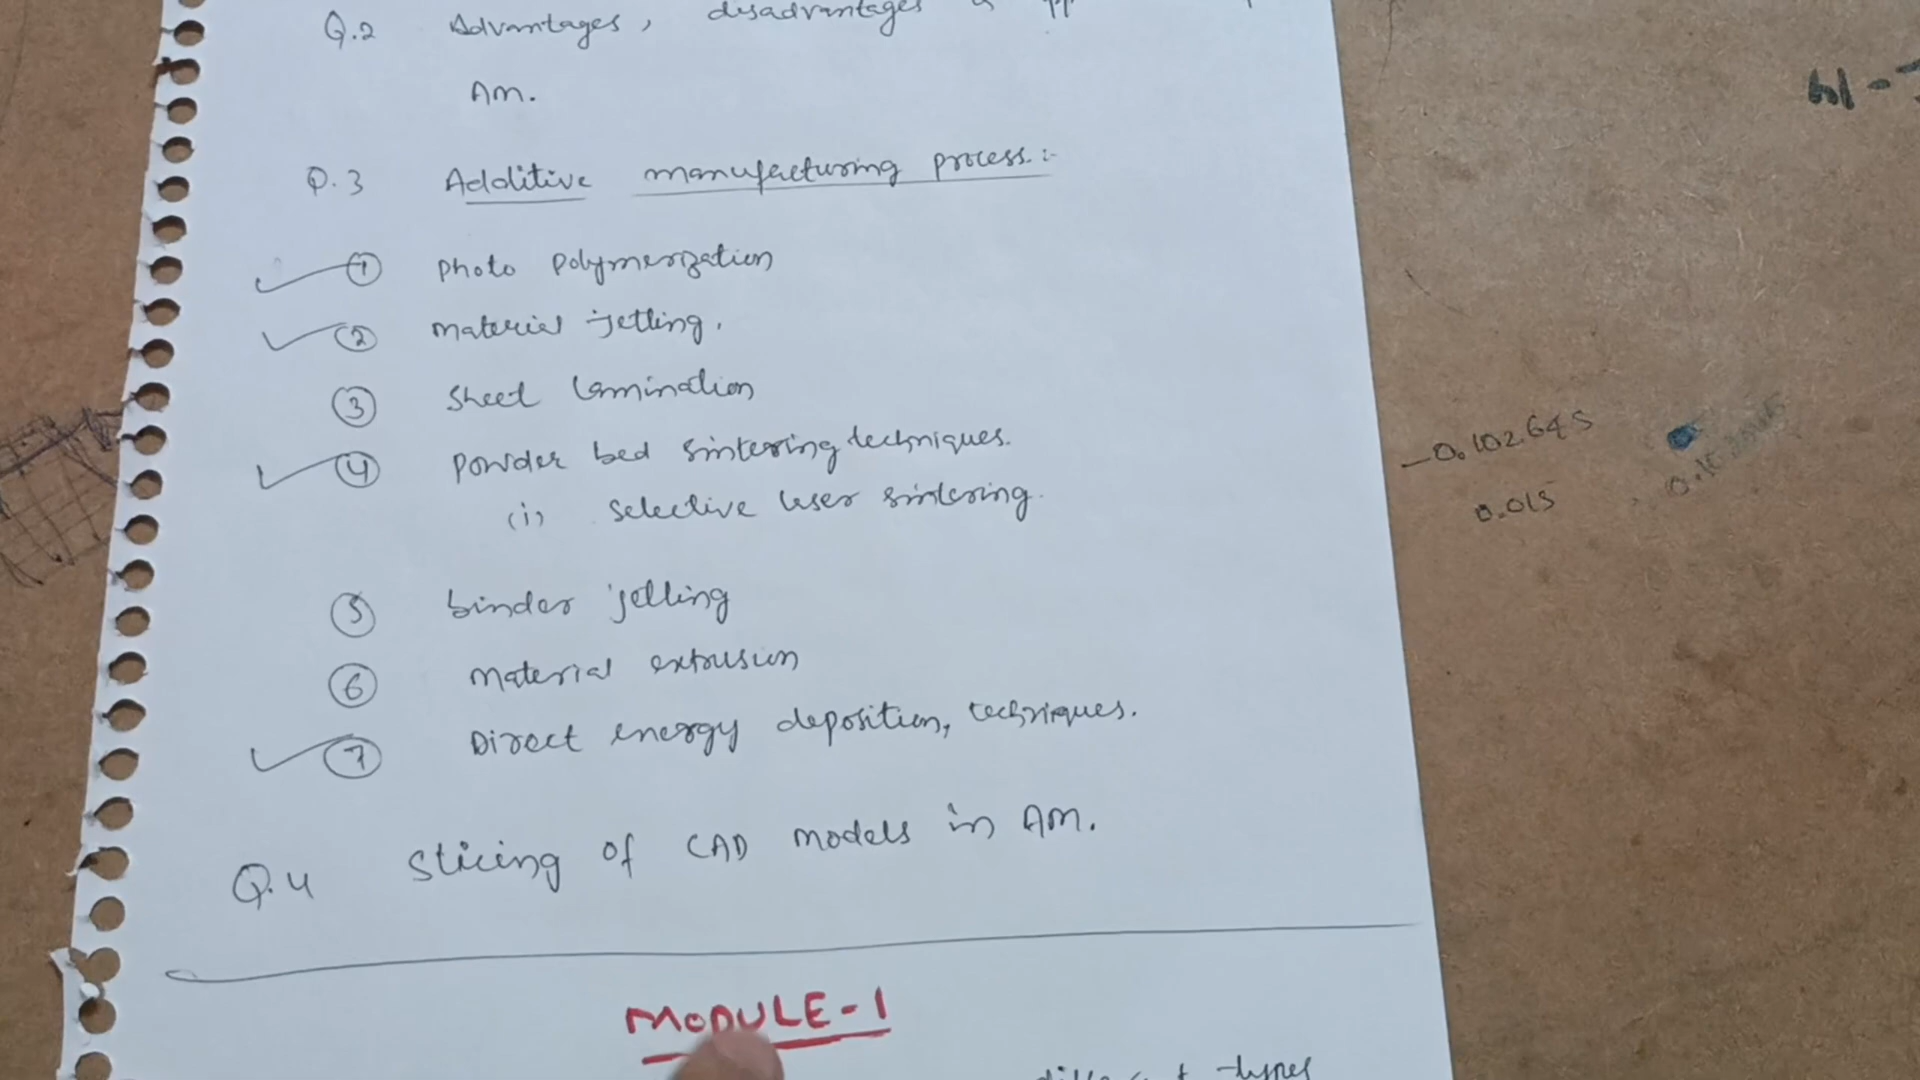 Q.2 Advantages, disadvantages
AM.
Q.3 Additive manufacturing process:-
① photo polymerization
② material jetting.
③ sheet lamination
④ powder bed sintering techniques.
(i) selective laser sintering.
⑤ binder jetting
⑥ material extrusion
⑦ Direct energy deposition, techniques.
Q.4 slicing of CAD models in AM.
MODULE-1
types
-0.102645
0.015